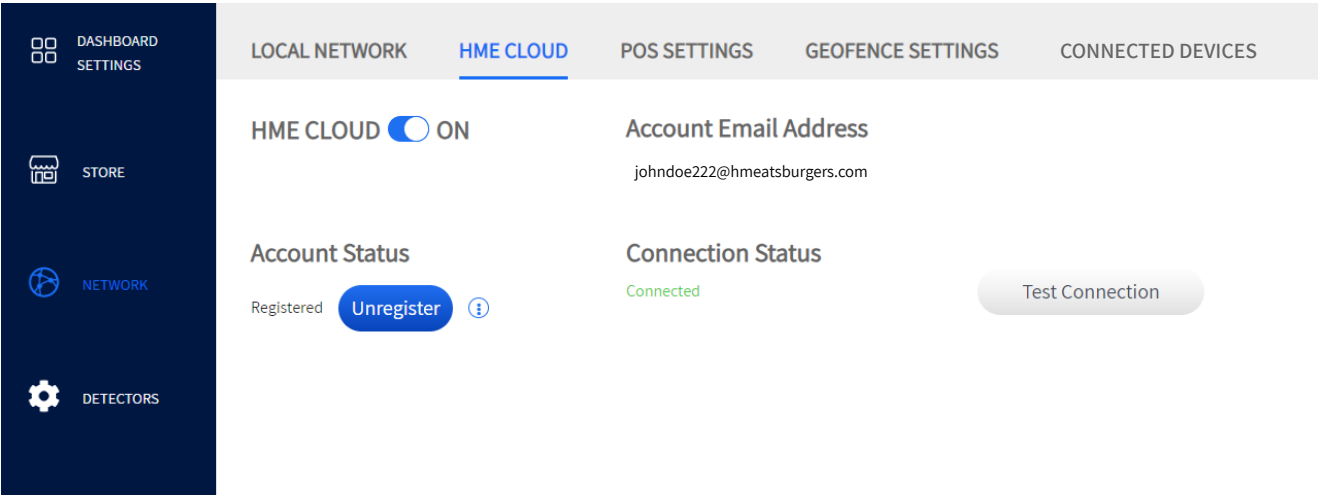 DASHBOARD
SETTINGS
STORE
NETWORK
DETECTORS
LOCAL NETWORK
HME CLOUD
POS SETTINGS
GEOFENCE SETTINGS
CONNECTED DEVICES
HME CLOUD ON
Account Email Address
johndoe222@hmeatsburgers.com
Account Status
Registered
Unregister
Connection Status
Connected
Test Connection